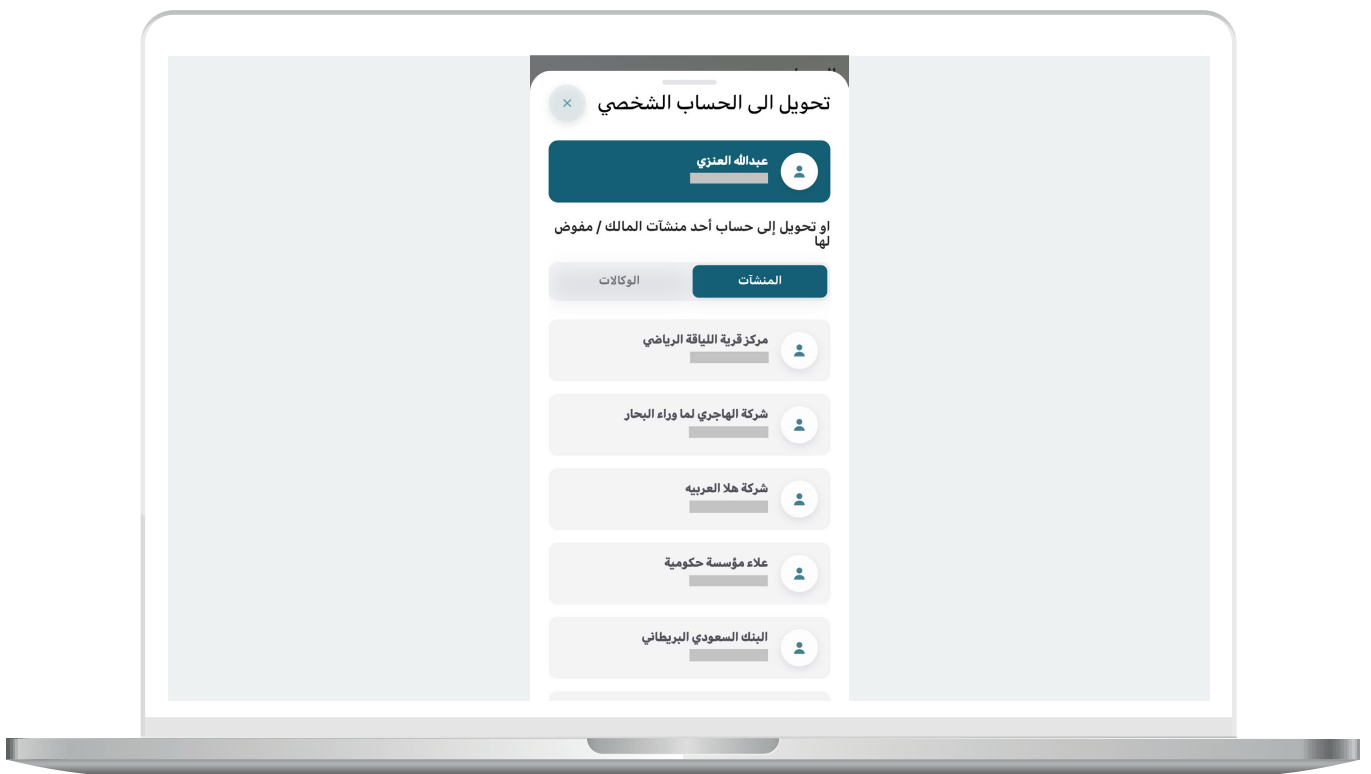 تحويل الى الحساب الشخصي
عبدالله العنزي
او تحويل إلى حساب أحد منشآت المالك / مفوض
لها
المنشآت
الوكالات
مركز قرية اللياقة الرياضي
شركة الهاجري لما وراء البحار
شركة هلا العربيه
علاء مؤسسة حكومية
البنك السعودي البريطاني